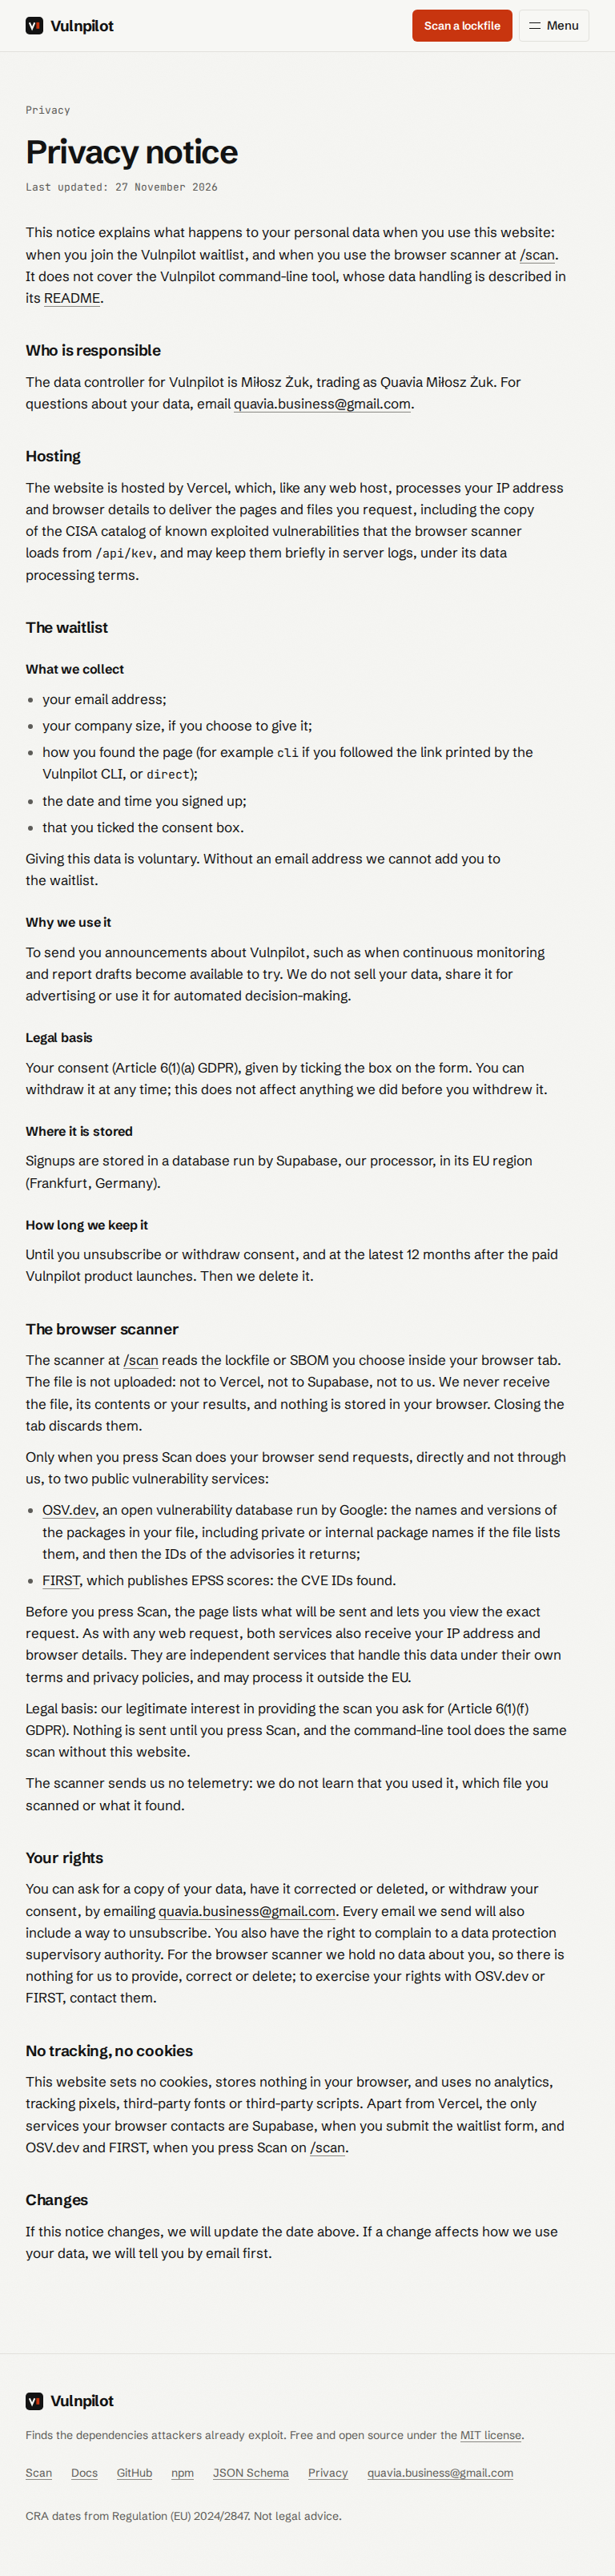 Vulnpilot
Scan a lockfile
Menu
Privacy
Privacy notice
Last updated: 27 November 2026
This notice explains what happens to your personal data when you use this website:
when you join the Vulnpilot waitlist, and when you use the browser scanner at /scan.
It does not cover the Vulnpilot command-line tool, whose data handling is described in
its README.
Who is responsible
The data controller for Vulnpilot is Miłosz Żuk, trading as Quavia Miłosz Żuk. For
questions about your data, email quavia.business@gmail.com.
Hosting
The website is hosted by Vercel, which, like any web host, processes your IP address
and browser details to deliver the pages and files you request, including the copy
of the CISA catalog of known exploited vulnerabilities that the browser scanner
loads from /api/kev, and may keep them briefly in server logs, under its data
processing terms.
The waitlist
What we collect
• your email address;
• your company size, if you choose to give it;
• how you found the page (for example cli if you followed the link printed by the
Vulnpilot CLI, or direct);
• the date and time you signed up;
• that you ticked the consent box.
Giving this data is voluntary. Without an email address we cannot add you to
the waitlist.
Why we use it
To send you announcements about Vulnpilot, such as when continuous monitoring
and report drafts become available to try. We do not sell your data, share it for
advertising or use it for automated decision-making.
Legal basis
Your consent (Article 6(1)(a) GDPR), given by ticking the box on the form. You can
withdraw it at any time; this does not affect anything we did before you withdrew it.
Where it is stored
Signups are stored in a database run by Supabase, our processor, in its EU region
(Frankfurt, Germany).
How long we keep it
Until you unsubscribe or withdraw consent, and at the latest 12 months after the paid
Vulnpilot product launches. Then we delete it.
The browser scanner
The scanner at /scan reads the lockfile or SBOM you choose inside your browser tab.
The file is not uploaded: not to Vercel, not to Supabase, not to us. We never receive
the file, its contents or your results, and nothing is stored in your browser. Closing the
tab discards them.
Only when you press Scan does your browser send requests, directly and not through
us, to two public vulnerability services:
• OSV.dev, an open vulnerability database run by Google: the names and versions of
the packages in your file, including private or internal package names if the file lists
them, and then the IDs of the advisories it returns;
• FIRST, which publishes EPSS scores: the CVE IDs found.
Before you press Scan, the page lists what will be sent and lets you view the exact
request. As with any web request, both services also receive your IP address and
browser details. They are independent services that handle this data under their own
terms and privacy policies, and may process it outside the EU.
Legal basis: our legitimate interest in providing the scan you ask for (Article 6(1)(f)
GDPR). Nothing is sent until you press Scan, and the command-line tool does the same
scan without this website.
The scanner sends us no telemetry: we do not learn that you used it, which file you
scanned or what it found.
Your rights
You can ask for a copy of your data, have it corrected or deleted, or withdraw your
consent, by emailing quavia.business@gmail.com. Every email we send will also
include a way to unsubscribe. You also have the right to complain to a data protection
supervisory authority. For the browser scanner we hold no data about you, so there is
nothing for us to provide, correct or delete; to exercise your rights with OSV.dev or
FIRST, contact them.
No tracking, no cookies
This website sets no cookies, stores nothing in your browser, and uses no analytics,
tracking pixels, third-party fonts or third-party scripts. Apart from Vercel, the only
services your browser contacts are Supabase, when you submit the waitlist form, and
OSV.dev and FIRST, when you press Scan on /scan.
Changes
If this notice changes, we will update the date above. If a change affects how we use
your data, we will tell you by email first.
Vulnpilot
Finds the dependencies attackers already exploit. Free and open source under the MIT license.
Scan Docs GitHub npm JSON Schema Privacy quavia.business@gmail.com
CRA dates from Regulation (EU) 2024/2847. Not legal advice.